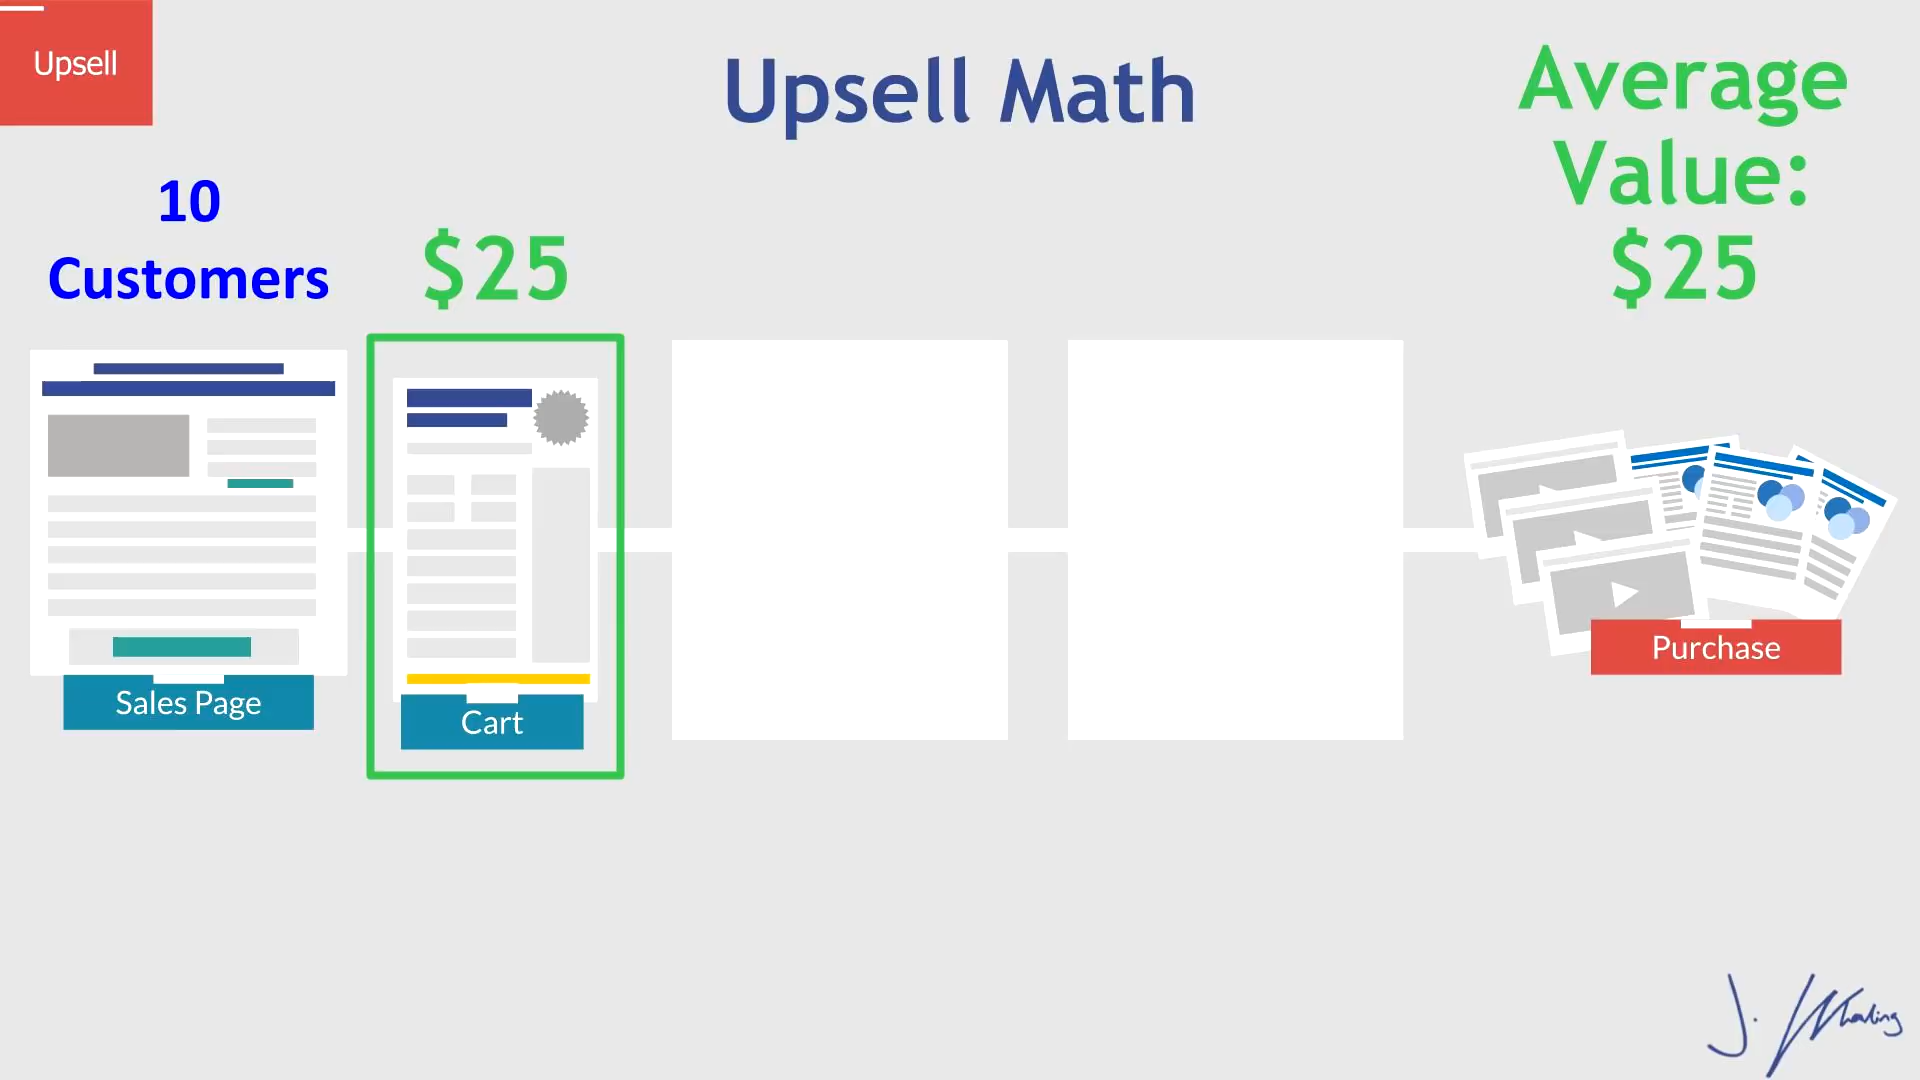 Upsell
Upsell Math
Average
Value:
$25
10
Customers
$25
Sales Page
Cart
Purchase